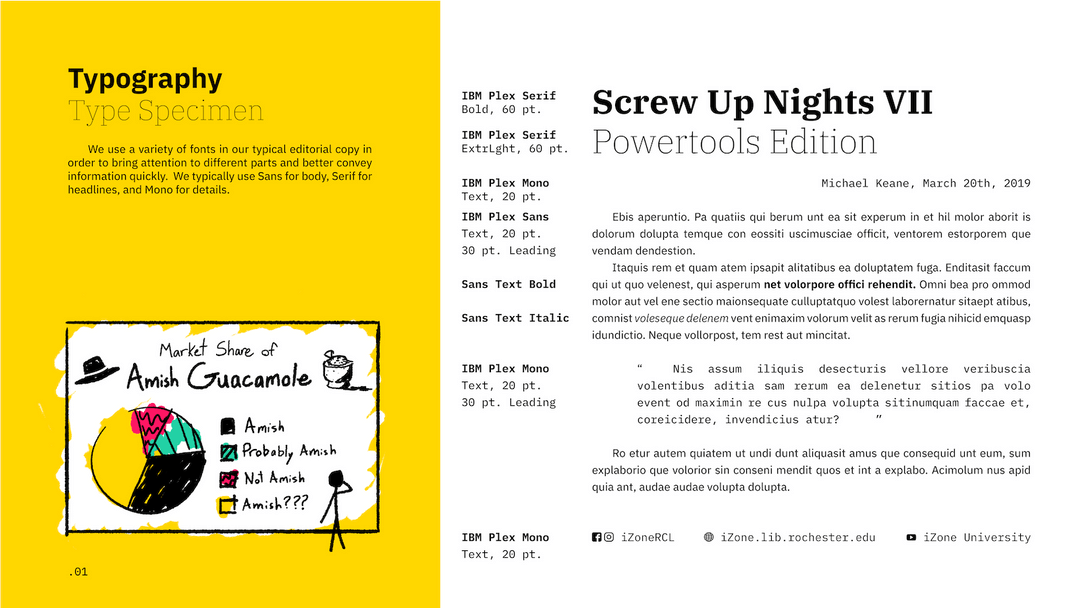 Typography
Type Specimen
We use a variety of fonts in our typical editorial copy in
order to bring attention to different parts and better convey
information quickly. We typically use Sans for body, Serif for
headlines, and Mono for details.
Market Share of
Amish Guacamole
Amish
Probably Amish
Not Amish
Amish???
.01
IBM Plex Serif
Bold, 60 pt.
IBM Plex Serif
ExtrLght, 60 pt.
IBM Plex Mono
Text, 20 pt.
IBM Plex Sans
Text, 20 pt.
30 pt. Leading
Sans Text Bold
Sans Text Italic
IBM Plex Mono
Text, 20 pt.
30 pt. Leading
IBM Plex Mono
Text, 20 pt.
Screw Up Nights VII
Powertools Edition
Michael Keane, March 20th, 2019
Ebis aperuntio. Pa quatiis qui berum unt ea sit experum in et hil molor aborit is
dolorum dolupta temque con eossiti uscimusciae officit, ventorem estorporem que
vendam dendestion.
Itaquis rem et quam atem ipsapit alitatibus ea doluptatem fuga. Enditasit faccum
qui ut quo velenest, qui asperum net volorpore offici rehendit. Omni bea pro ommod
molor aut vel ene sectio maionsequate culluptatquo volest laborernatur sitaept atibus,
comnist voleseque delenem vent enimaxim volorum velit as rerum fugia nihicid emquasp
idundictio. Neque vollorpost, tem rest aut mincitat.
“ Nis assum iliquis desecturis vellore veribuscia
volentibus aditia sam rerum ea delenetur sitios pa volo
event od maximin re cus nulpa volupta sitinumquam faccae et,
coreicidere, invendicius atur? ”
Ro etur autem quiatem ut undi dunt aliquasit amus que consequid unt eum, sum
explaborio que volorior sin conseni mendit quos et int a explabo. Acimolum nus apid
quia ant, audae audae volupta dolupta.
iZoneRCL iZone.lib.rochester.edu iZone University